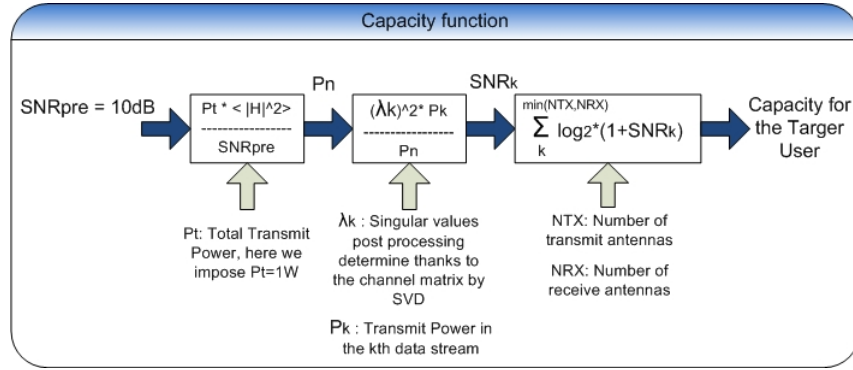 Capacity function
SNRpre = 10dB
Pt * < |H|^2>
-----------------
SNRpre
Pn
(λk)^2* Pk
-----------------
Pn
SNRk
min(NTX,NRX)
Σ log2*(1+SNRk)
k
Capacity for
the Targer
User
Pt: Total Transmit
Power, here we
impose Pt=1W
λk : Singular values
post processing
determine thanks to
the channel matrix by
SVD
Pk : Transmit Power in
the kth data stream
NTX: Number of
transmit antennas
NRX: Number of
receive antennas